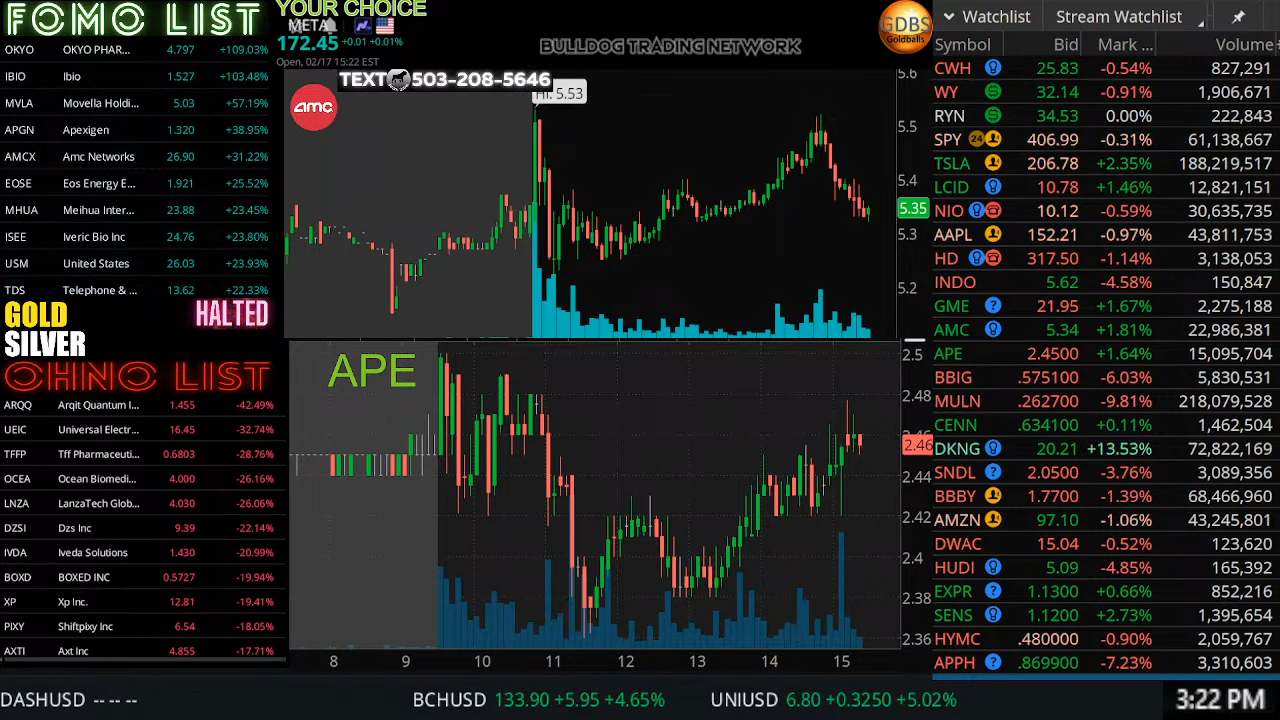 FOMO LIST
OKYO OKYO PHAR... 4.797 +109.03%
IBIO Ibio 1.527 +103.48%
MVLA Movella Holdi... 5.03 +57.19%
APGN Apexigen 1.320 +38.95%
AMCX Amc Networks 26.90 +31.22%
EOSE Eos Energy E... 1.921 +25.52%
MHUA Meihua Inter... 23.88 +23.45%
ISEE Iveric Bio Inc 24.76 +23.80%
USM United States 26.03 +23.93%
TDS Telephone & ... 13.62 +22.33%
GOLD HALTED
SILVER
OHNO LIST
ARQQ Arqit Quantum I... 1.455 -42.49%
UEIC Universal Electr... 16.45 -32.74%
TFFP Tff Pharmaceuti... 0.6803 -28.76%
OCEA Ocean Biomedi... 4.000 -26.16%
LNZA LanzaTech Glob... 4.030 -26.06%
DZSI Dzs Inc 9.39 -22.14%
IVDA Iveda Solutions 1.430 -20.99%
BOXD BOXED INC 0.5727 -19.94%
XP Xp Inc. 12.81 -19.41%
PIXY Shiftpixy Inc 6.54 -18.05%
AXTI Axt Inc 4.855 -17.71%
YOUR CHOICE
META
172.45 +0.01 +0.01%
Open, 02/17 15:22 EST
BULLDOG TRADING NETWORK
GDBS
Goldballs
TEXT 503-208-5646
amc
Hi: 5.53
5.6
5.5
5.4
5.35
5.3
5.2
APE
2.5
2.48
2.46
2.46
2.44
2.42
2.4
2.38
2.36
8 9 10 11 12 13 14 15
Watchlist Strern Watchlist
Symbol Bid Mark ... Volume
CWH 25.83 -0.54% 827,291
WY 32.14 -0.91% 1,906,671
RYN 34.53 0.00% 222,843
SPY 24 406.99 -0.31% 61,138,667
TSLA 206.78 +2.35% 188,219,517
LCID 10.78 +1.46% 12,821,151
NIO 10.12 -0.59% 30,635,735
AAPL 152.21 -0.97% 43,811,753
HD 317.50 -1.14% 3,138,053
INDO 5.62 -4.58% 150,847
GME ? 21.95 +1.67% 2,275,188
AMC 5.34 +1.81% 22,986,381
APE 2.4500 +1.64% 15,095,704
BBIG .575100 -6.03% 5,830,531
MULN .262700 -9.81% 218,079,528
CENN .634100 +0.11% 1,462,504
DKNG 20.21 +13.53% 72,822,169
SNDL ? 2.0500 -3.76% 3,089,356
BBBY 1.7700 -1.39% 68,466,960
AMZN 97.10 -1.06% 43,245,801
DWAC 15.04 -0.52% 123,620
HUDI 5.09 -4.85% 165,392
EXPR ? 1.1300 +0.66% 852,216
SENS 1.1200 +2.73% 1,395,654
HYMC .480000 -0.90% 2,059,767
APPH ? .869900 -7.23% 3,310,603
DASHUSD -- -- -- BCHUSD 133.90 +5.95 +4.65% UNIUSD 6.80 +0.3250 +5.02% 3:22 PM